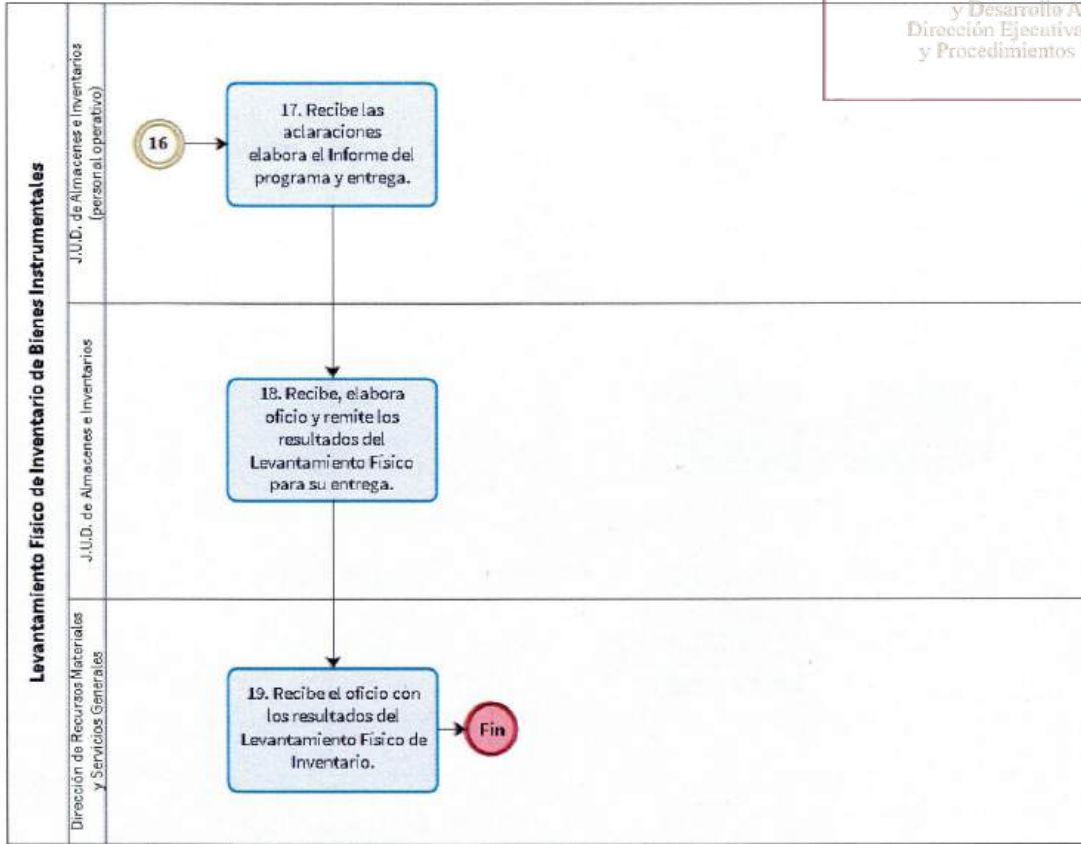 y Desarrollo A
Dirección Ejecutiva
y Procedimientos
Levantamiento Físico de Inventario de Bienes Instrumentales
J.U.D. de Almacenes e Inventarios
(personal operativo)
16
17. Recibe las
aclaraciones
elabora el Informe del
programa y entrega.
J.U.D. de Almacenes e Inventarios
18. Recibe, elabora
oficio y remite los
resultados del
Levantamiento Físico
para su entrega.
Dirección de Recursos Materiales
y Servicios Generales
19. Recibe el oficio con
los resultados del
Levantamiento Físico de
Inventario.
Fin